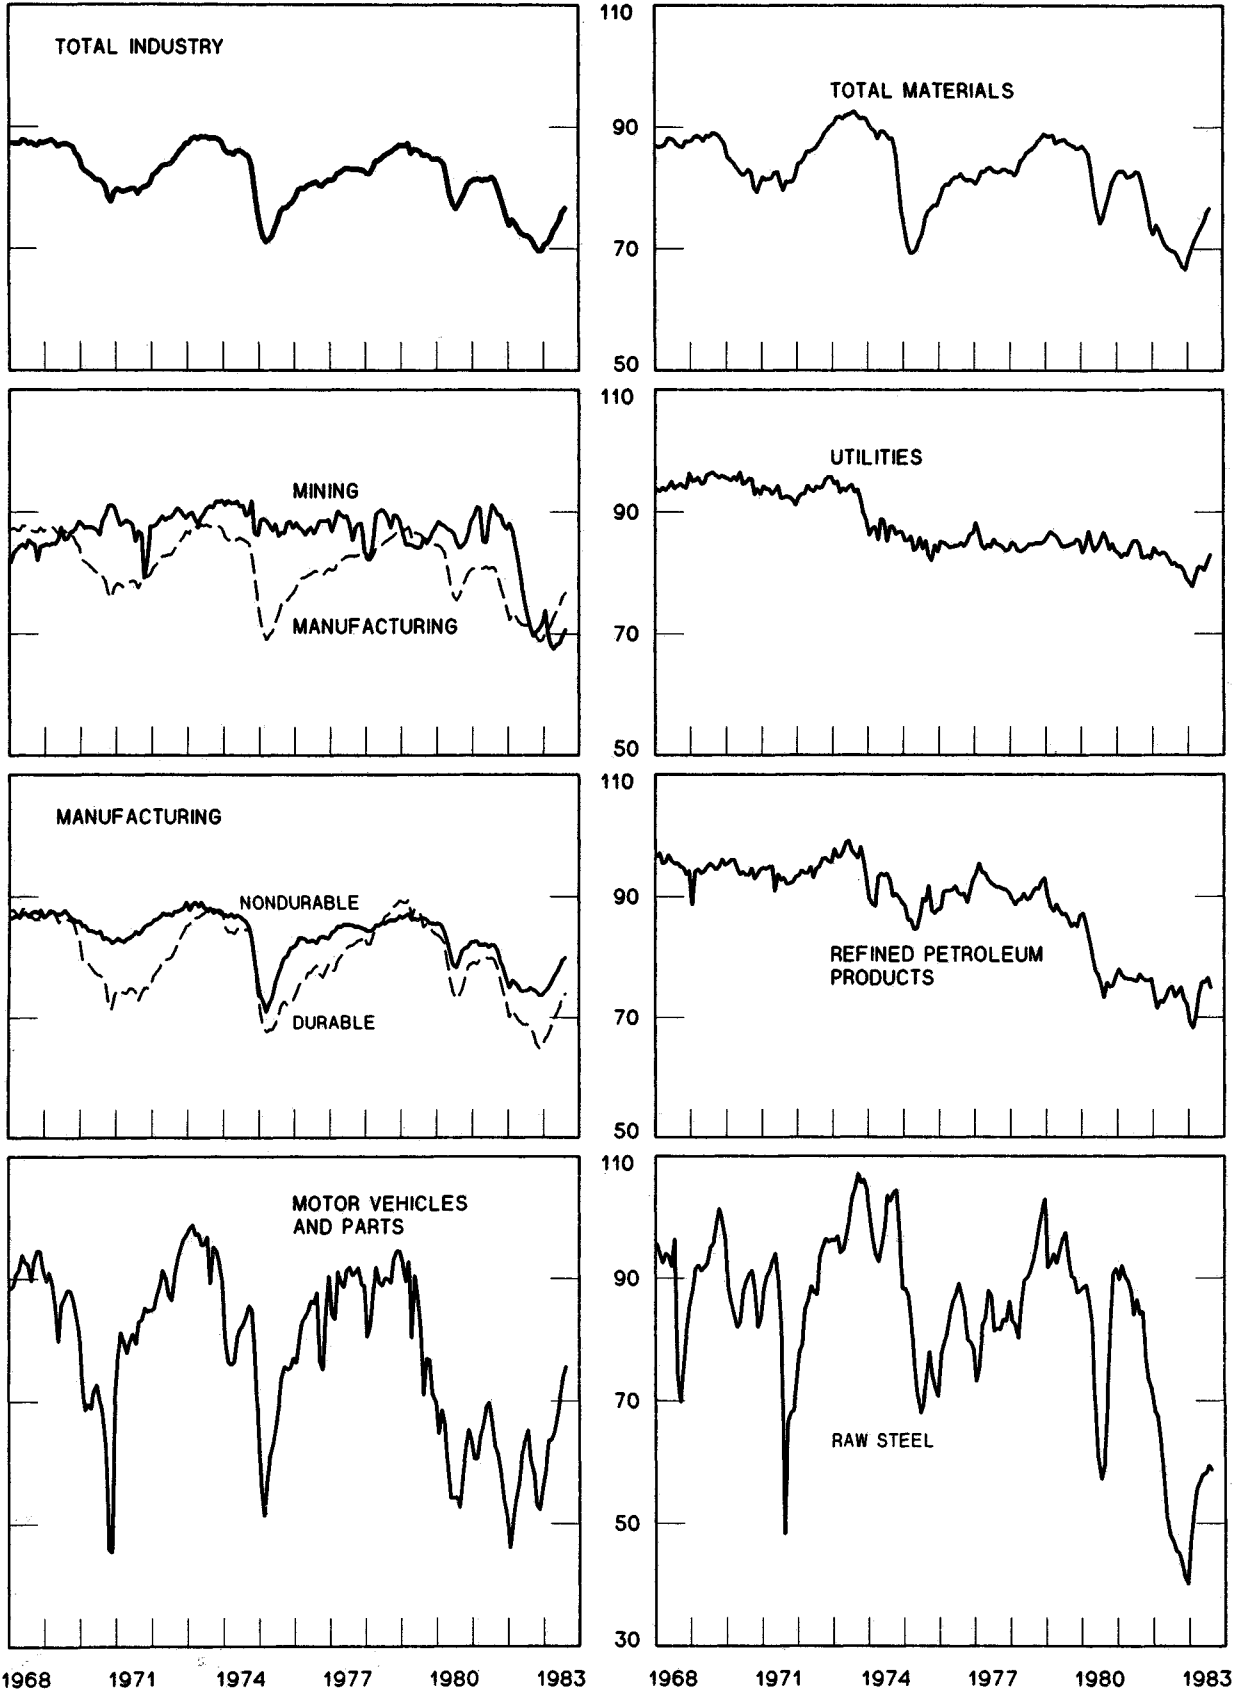 TOTAL INDUSTRY
110
TOTAL MATERIALS
90
70
50
MINING
MANUFACTURING
110
UTILITIES
90
70
50
MANUFACTURING
NONDURABLE
DURABLE
110
90
REFINED PETROLEUM
PRODUCTS
70
50
MOTOR VEHICLES
AND PARTS
110
90
70
RAW STEEL
50
30
1968 1971 1974 1977 1980 1983
1968 1971 1974 1977 1980 1983